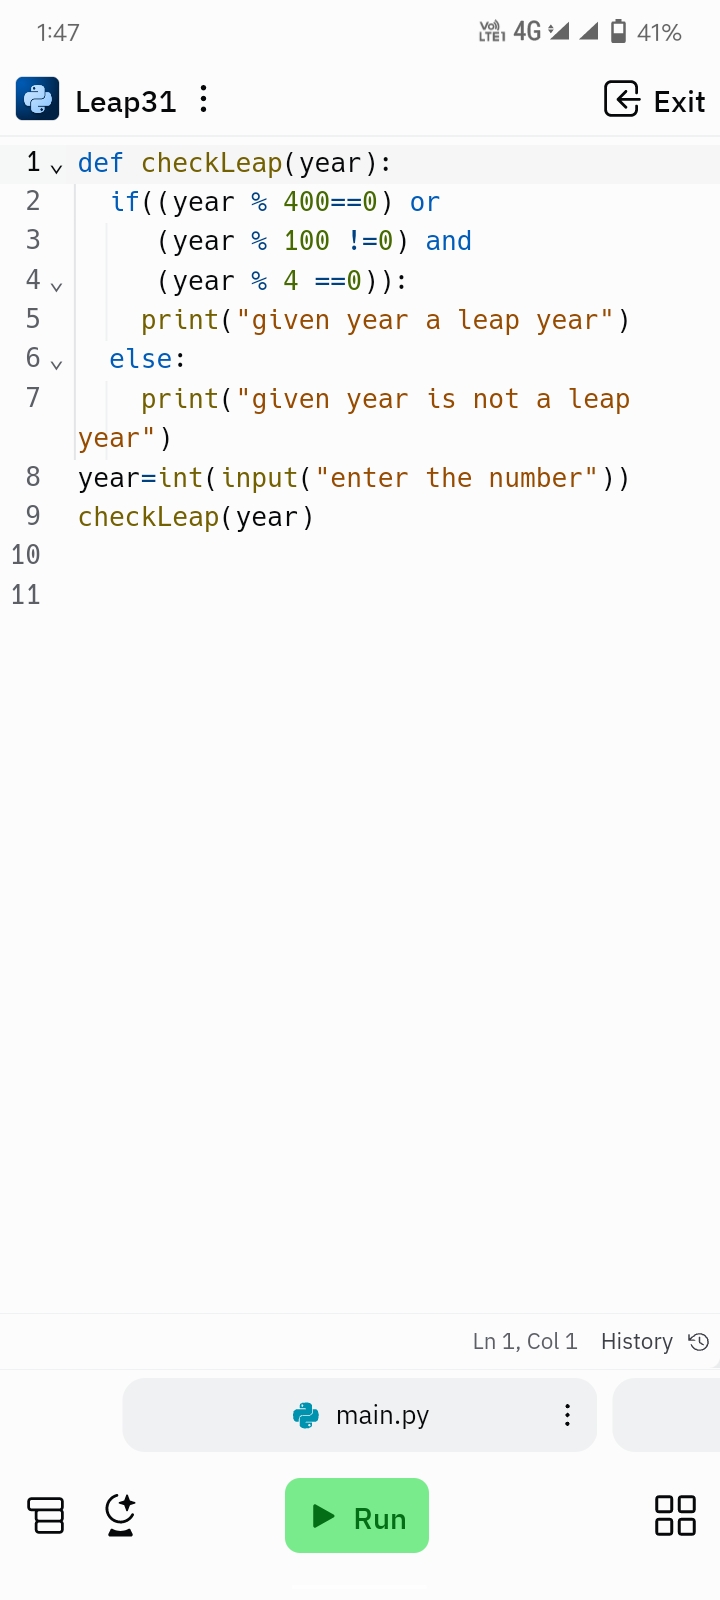 1:47 Vo) LTE1 4G 41%
Leap31 Exit
1 def checkLeap(year):
2 if((year % 400==0) or
3 (year % 100 !=0) and
4 (year % 4 ==0)):
5 print("given year a leap year")
6 else:
7 print("given year is not a leap
year")
8 year=int(input("enter the number"))
9 checkLeap(year)
10
11
Ln 1, Col 1 History
main.py
Run